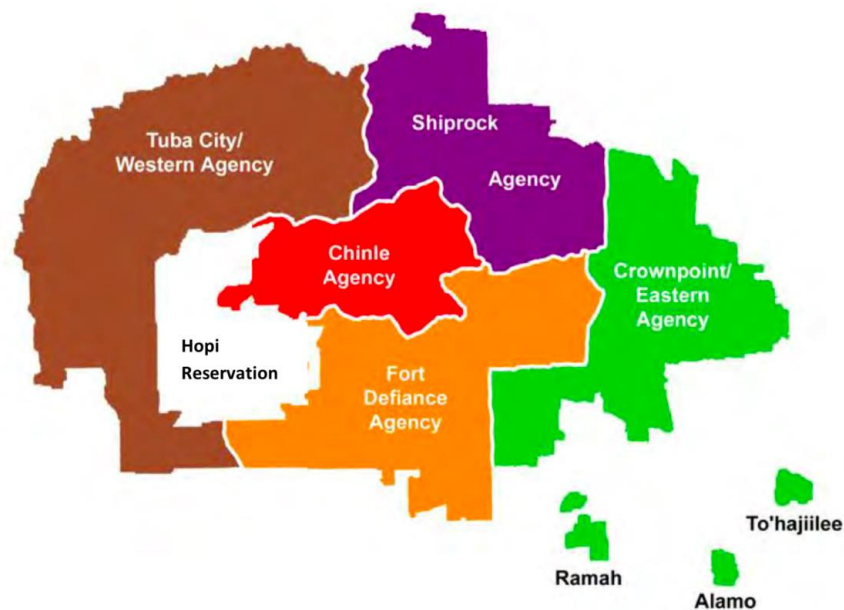 Shiprock
Agency
Tuba City/
Western Agency
Chinle
Agency
Crownpoint/
Eastern
Agency
Hopi
Reservation
Fort
Defiance
Agency
To'hajiilee
Ramah
Alamo